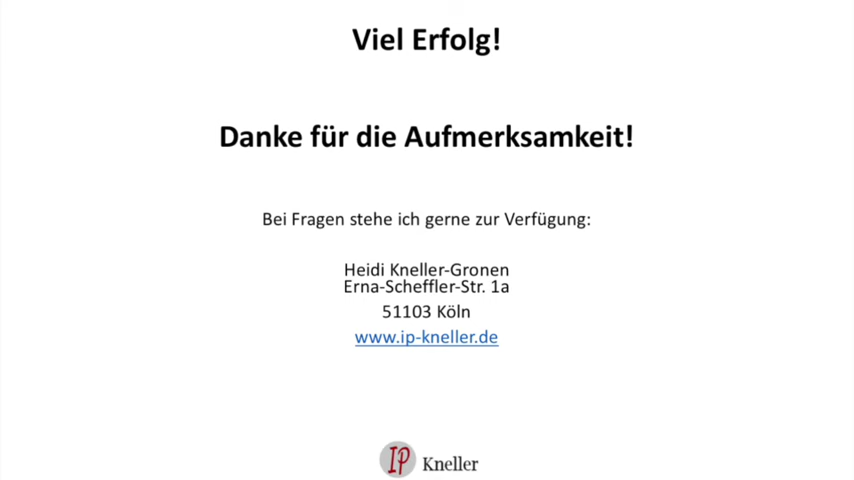 Viel Erfolg!
Danke für die Aufmerksamkeit!
Bei Fragen stehe ich gerne zur Verfügung:
Heidi Kneller-Gronen
Erna-Scheffler-Str. 1a
51103 Köln
www.ip-kneller.de
IP Kneller